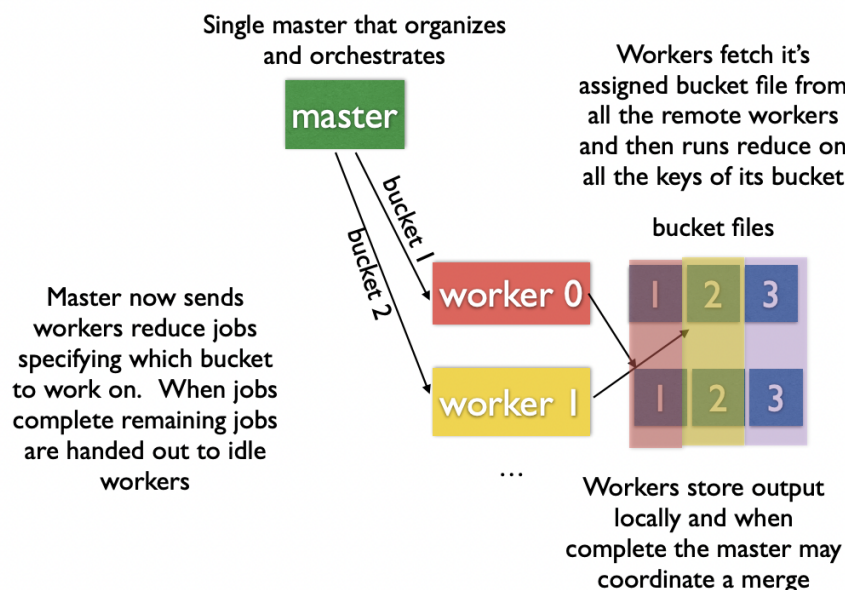 Single master that organizes
and orchestrates
master
Workers fetch it's
assigned bucket file from
all the remote workers
and then runs reduce on
all the keys of its bucket
bucket 1
bucket 2
bucket files
worker 0
1 2 3
Master now sends
workers reduce jobs
specifying which bucket
to work on. When jobs
complete remaining jobs
are handed out to idle
workers
worker 1
1 2 3
...
Workers store output
locally and when
complete the master may
coordinate a merge